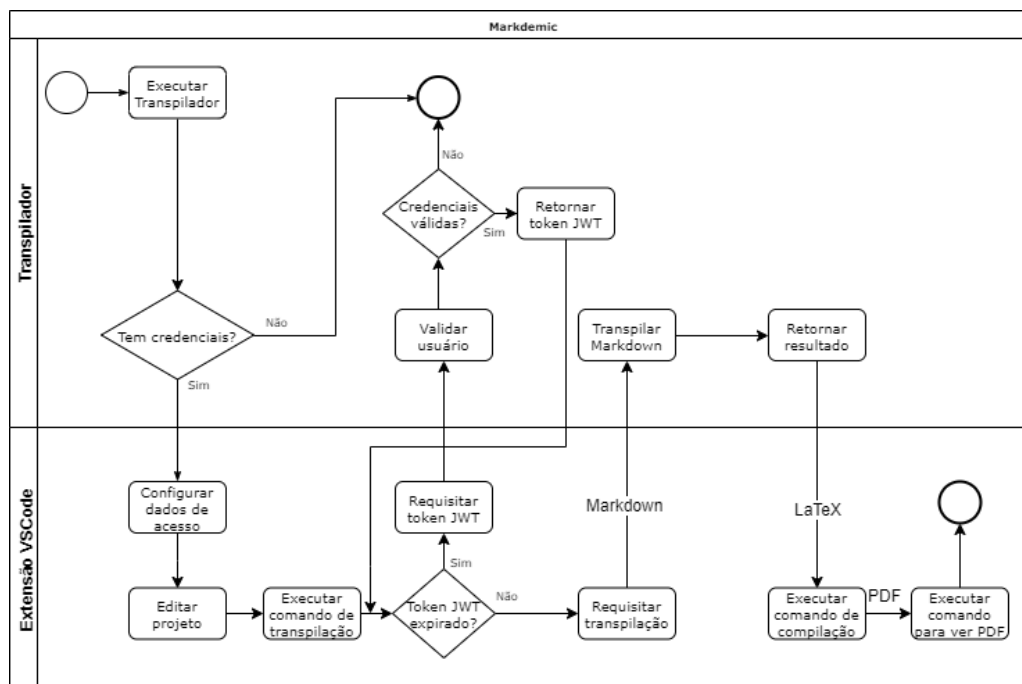 Markdemic
Transpilador
Executar
Transpilador
Tem credenciais?
Não
Sim
Credenciais
válidas?
Não
Sim
Retornar
token JWT
Validar
usuário
Transpilar
Markdown
Retornar
resultado
Extensão VSCode
Configurar
dados de
acesso
Editar
projeto
Executar
comando de
transpilação
Requisitar
token JWT
Sim
Token JWT
expirado?
Não
Requisitar
transpilação
Markdown
LaTeX
Executar
comando de
compilação
PDF
Executar
comando
para ver PDF